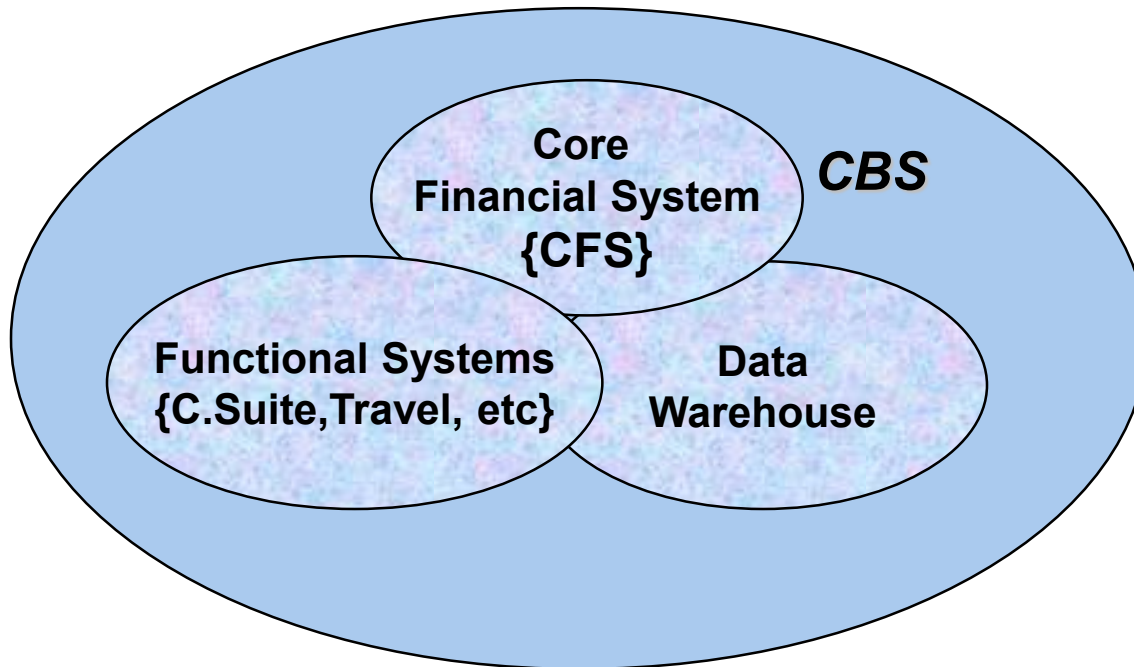 Core
Financial System
{CFS}
CBS
Functional Systems
{C.Suite,Travel, etc}
Data
Warehouse